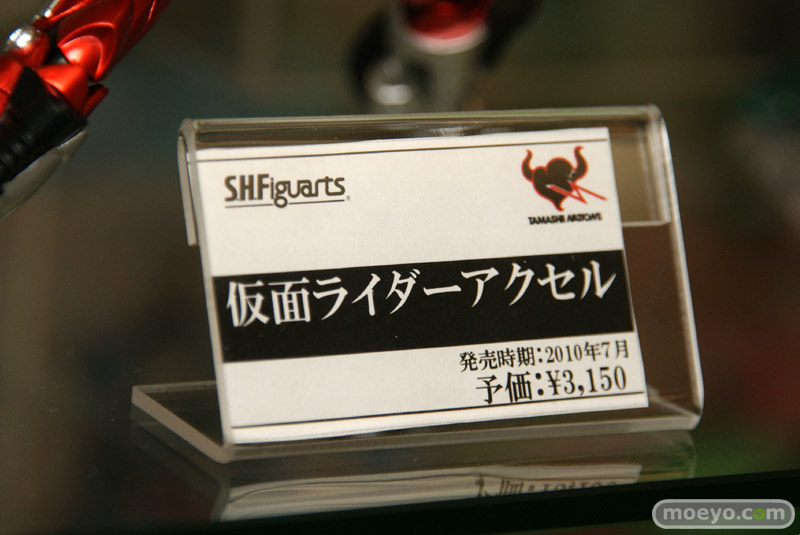 S.H.Figuarts
TAMASHII NATIONS
仮面ライダーアクセル
発売時期：2010年7月
予価：¥3,150
moeyo.com